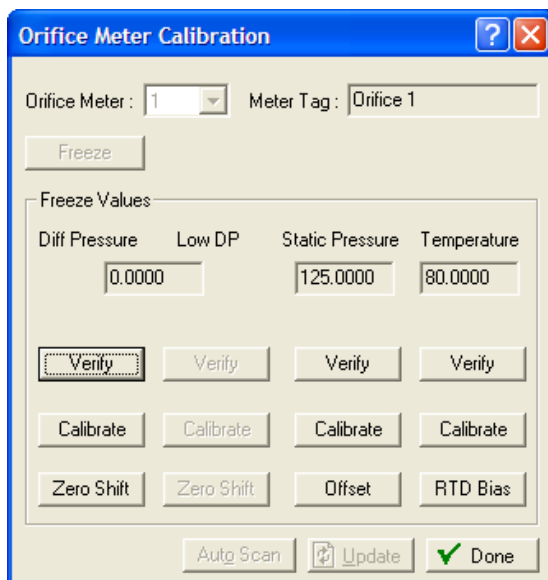 Orifice Meter Calibration
Orifice Meter : 1 Meter Tag : Orifice 1
Freeze
Freeze Values
Diff Pressure Low DP Static Pressure Temperature
0.0000 125.0000 80.0000
Verify Verify Verify Verify
Calibrate Calibrate Calibrate Calibrate
Zero Shift Zero Shift Offset RTD Bias
Auto Scan Update Done